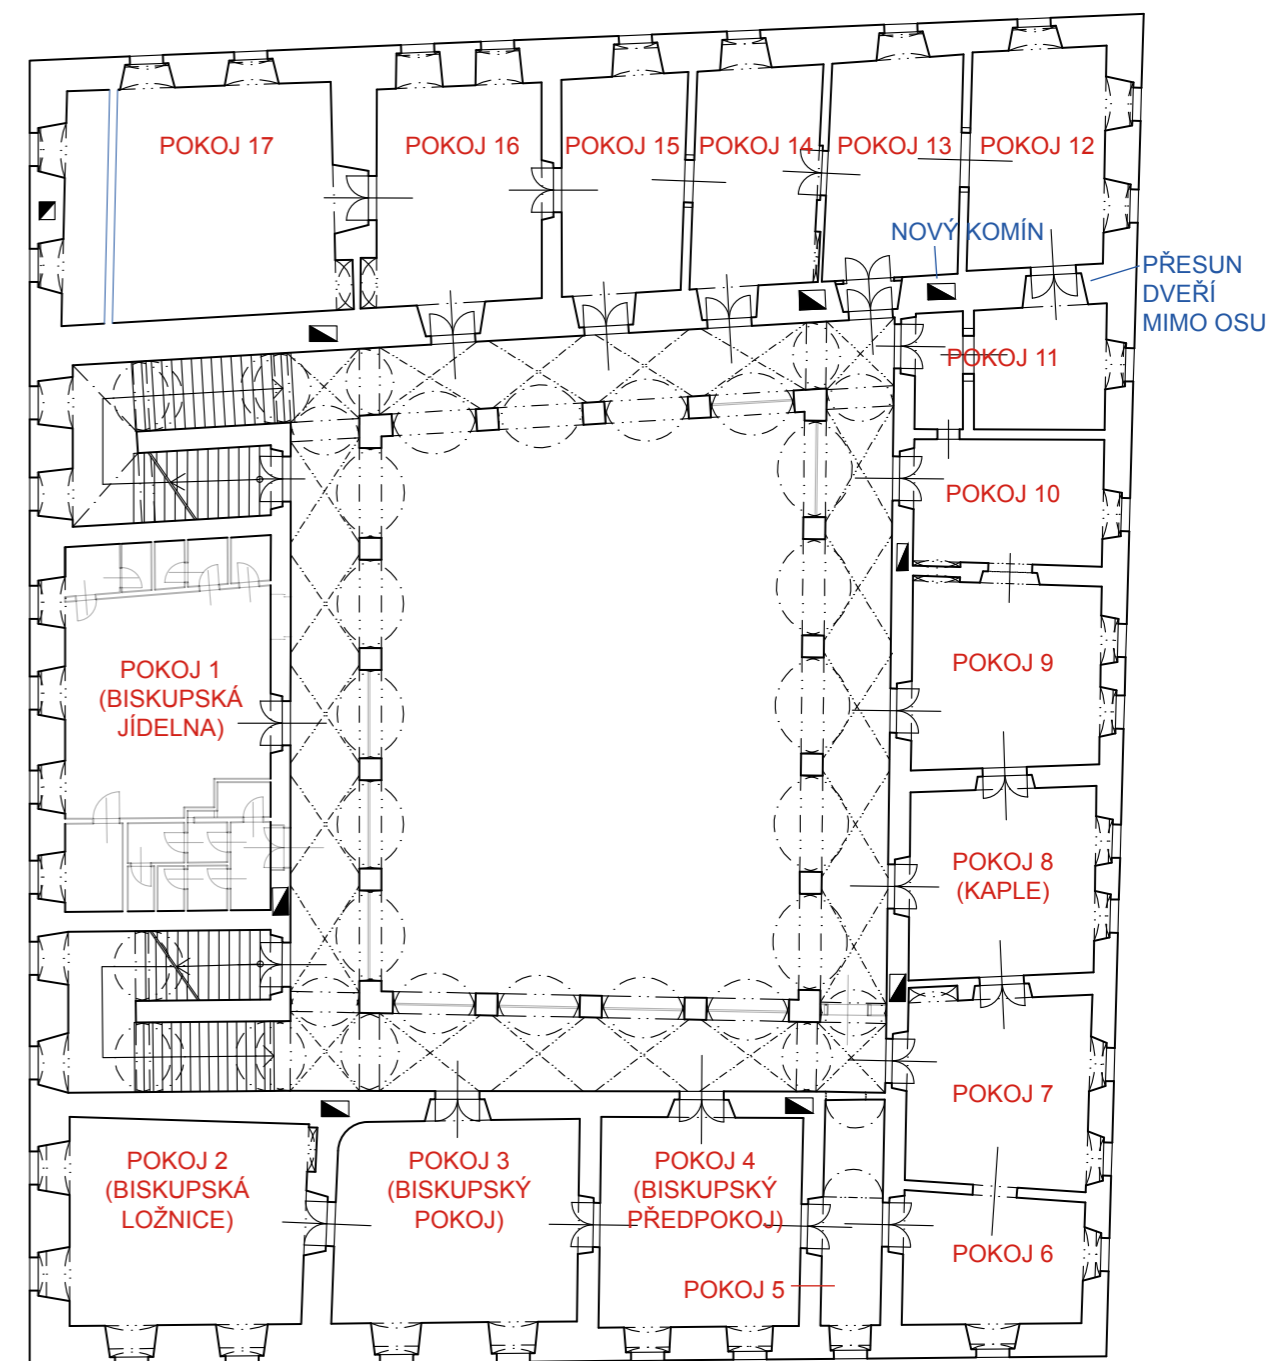 POKOJ 17
POKOJ 16
POKOJ 15
POKOJ 14
POKOJ 13
POKOJ 12
NOVÝ KOMÍN
PŘESUN
DVEŘÍ
MIMO OSU
POKOJ 11
POKOJ 10
POKOJ 1
(BISKUPSKÁ
JÍDELNA)
POKOJ 9
POKOJ 8
(KAPLE)
POKOJ 7
POKOJ 2
(BISKUPSKÁ
LOŽNICE)
POKOJ 3
(BISKUPSKÝ
POKOJ)
POKOJ 4
(BISKUPSKÝ
PŘEDPOKOJ)
POKOJ 6
POKOJ 5